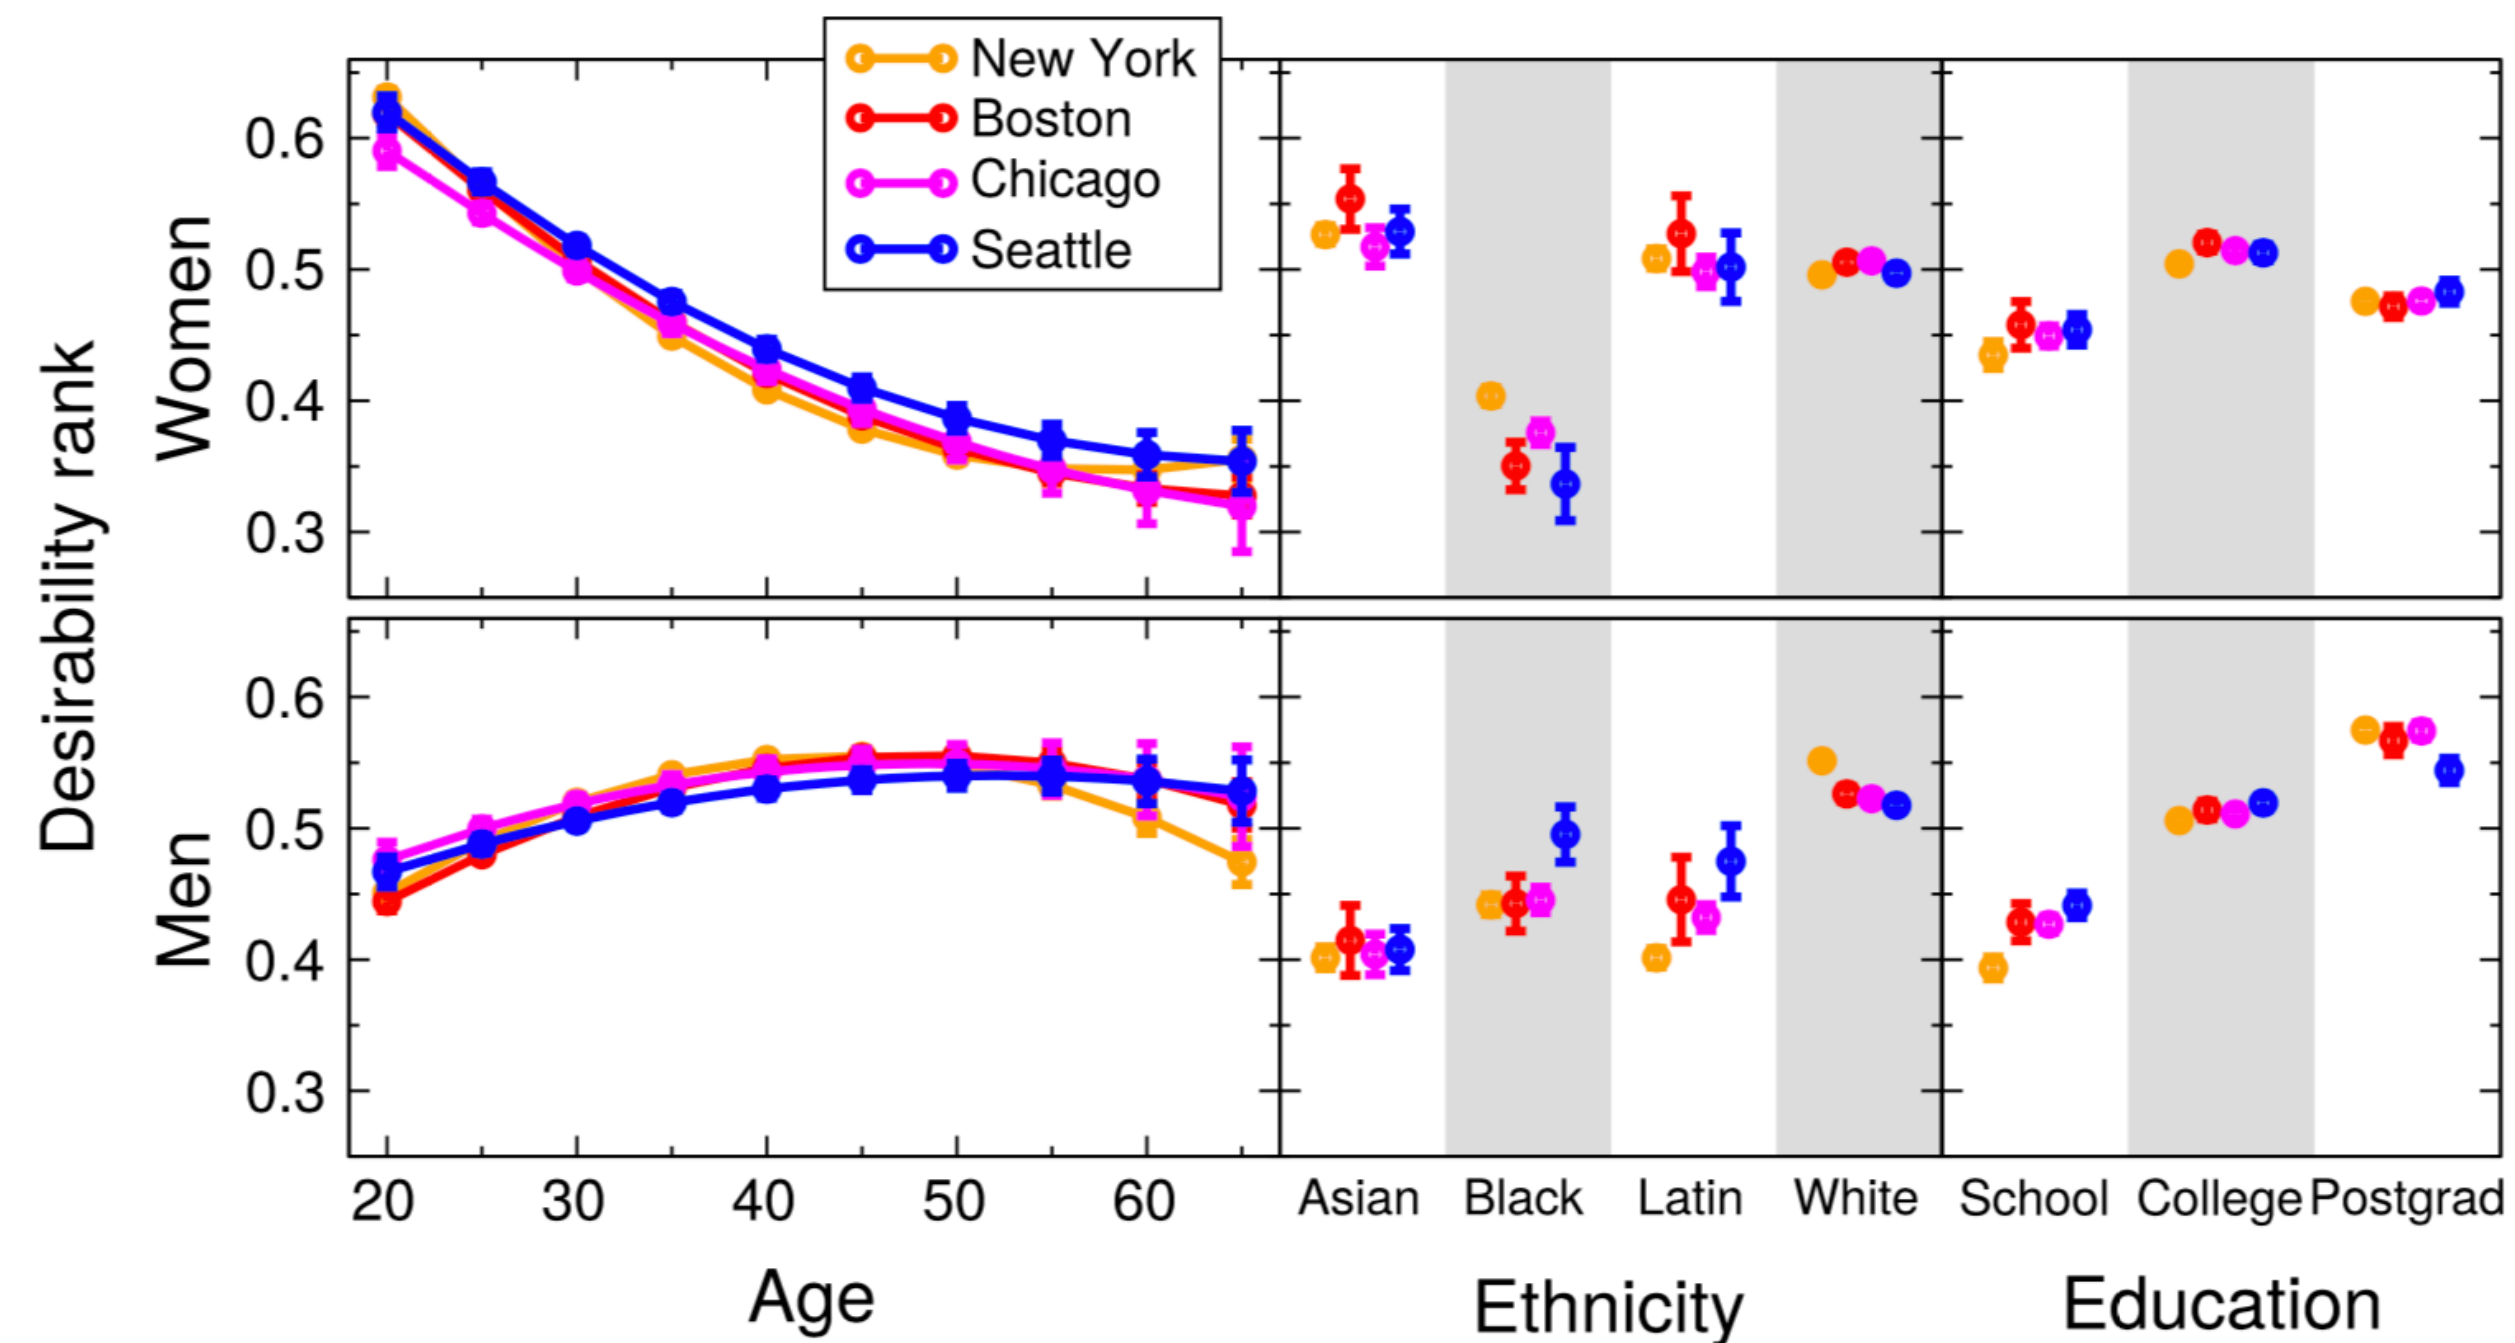 New York
Boston
Chicago
Seattle
Desirability rank
Women
0.6
0.5
0.4
0.3
Men
0.6
0.5
0.4
0.3
20 30 40 50 60
Asian Black Latin White
School College Postgrad
Age
Ethnicity
Education